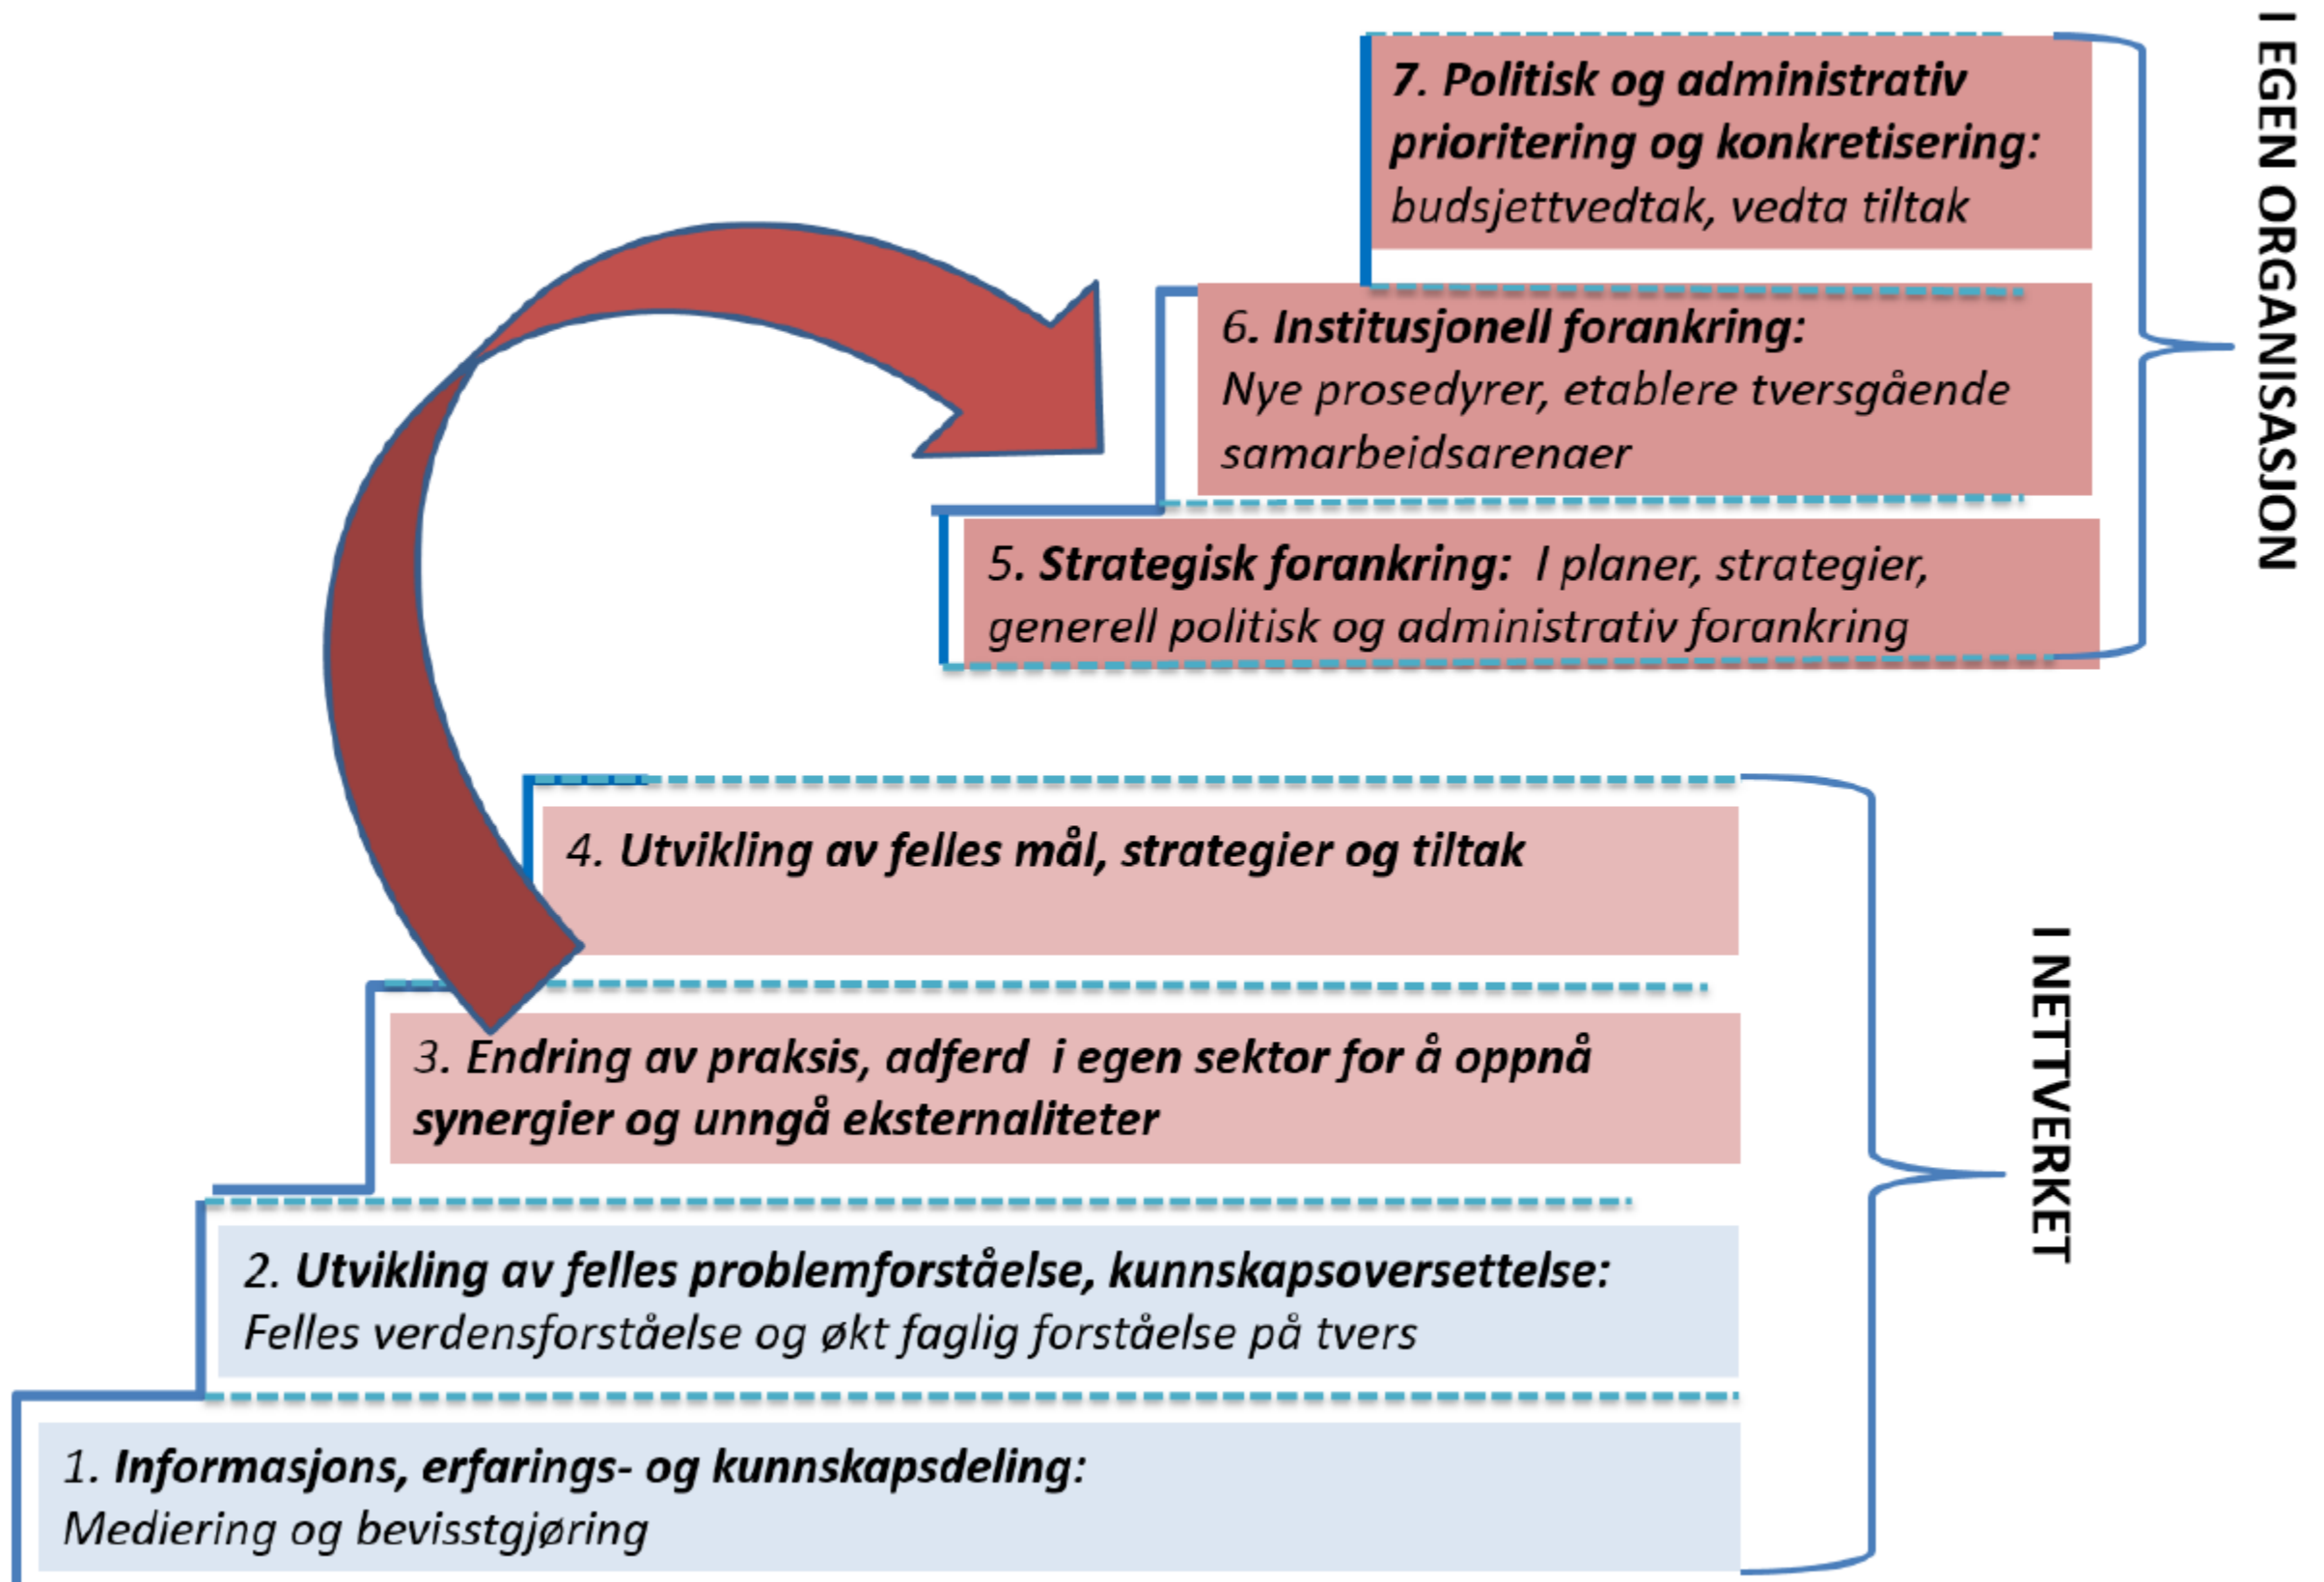 7. Politisk og administrativ
prioritering og konkretisering:
budsjettvedtak, vedta tiltak
6. Institusjonell forankring:
Nye prosedyrer, etablere tversgående
samarbeidsarenaer
5. Strategisk forankring: I planer, strategier,
generell politisk og administrativ forankring
I EGEN ORGANISASJON
4. Utvikling av felles mål, strategier og tiltak
3. Endring av praksis, adferd i egen sektor for å oppnå
synergier og unngå eksternaliteter
2. Utvikling av felles problemforståelse, kunnskapsoversettelse:
Felles verdensforståelse og økt faglig forståelse på tvers
1. Informasjons, erfarings- og kunnskapsdeling:
Mediering og bevisstgjøring
I NETTVERKET